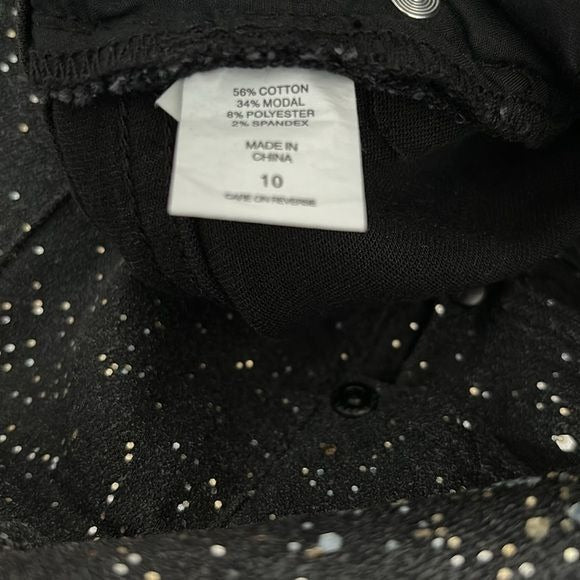 56% COTTON
34% MODAL
8% POLYESTER
2% SPANDEX
MADE IN
CHINA
10
CARE ON REVERSE